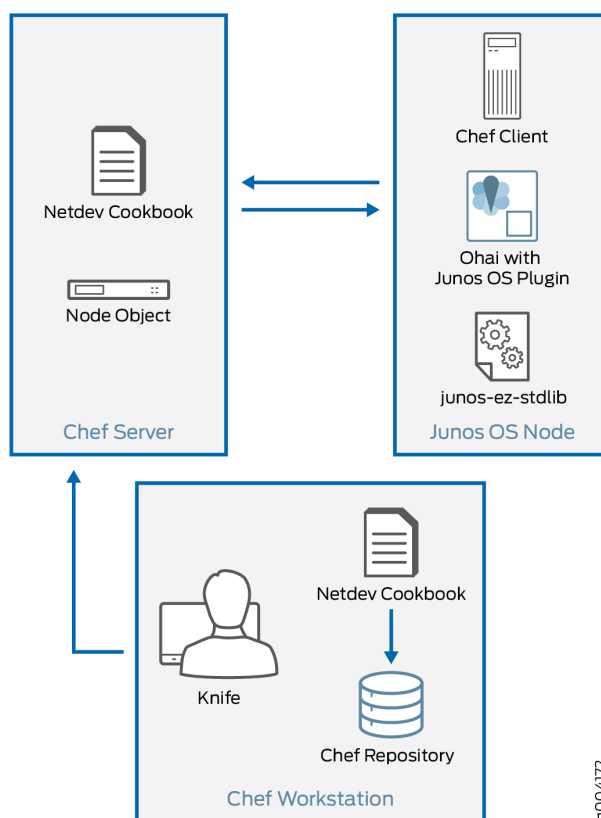 Netdev Cookbook
Node Object
Chef Server
Chef Client
Ohai with
Junos OS Plugin
junos-ez-stdlib
Junos OS Node
Knife
Netdev Cookbook
Chef Repository
Chef Workstation